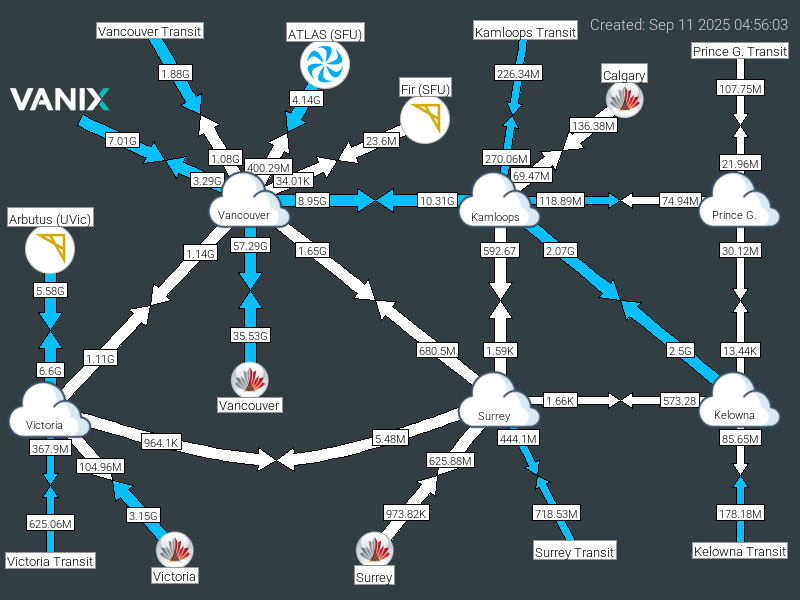 Created: Sep 11 2025 04:56:03
Vancouver Transit
ATLAS (SFU)
Kamloops Transit
Prince G. Transit
1.88G
226.34M
Calgary
107.75M
VANIX
4.14G
Fir (SFU)
136.38M
7.01G
23.6M
1.08G
400.29M
270.06M
21.96M
3.29G
34.01K
69.47M
Arbutus (UVic)
Vancouver
8.95G
10.31G
Kamloops
118.89M
74.94M
Prince G.
1.14G
57.29G
1.65G
592.67
2.07G
30.12M
5.58G
35.53G
1.11G
680.5M
1.59K
2.5G
13.44K
6.6G
Vancouver
Victoria
Surrey
1.66K
573.28
Kelowna
367.9M
964.1K
5.48M
444.1M
85.65M
104.96M
625.88M
625.06M
3.15G
973.82K
718.53M
178.18M
Victoria Transit
Victoria
Surrey
Surrey Transit
Kelowna Transit